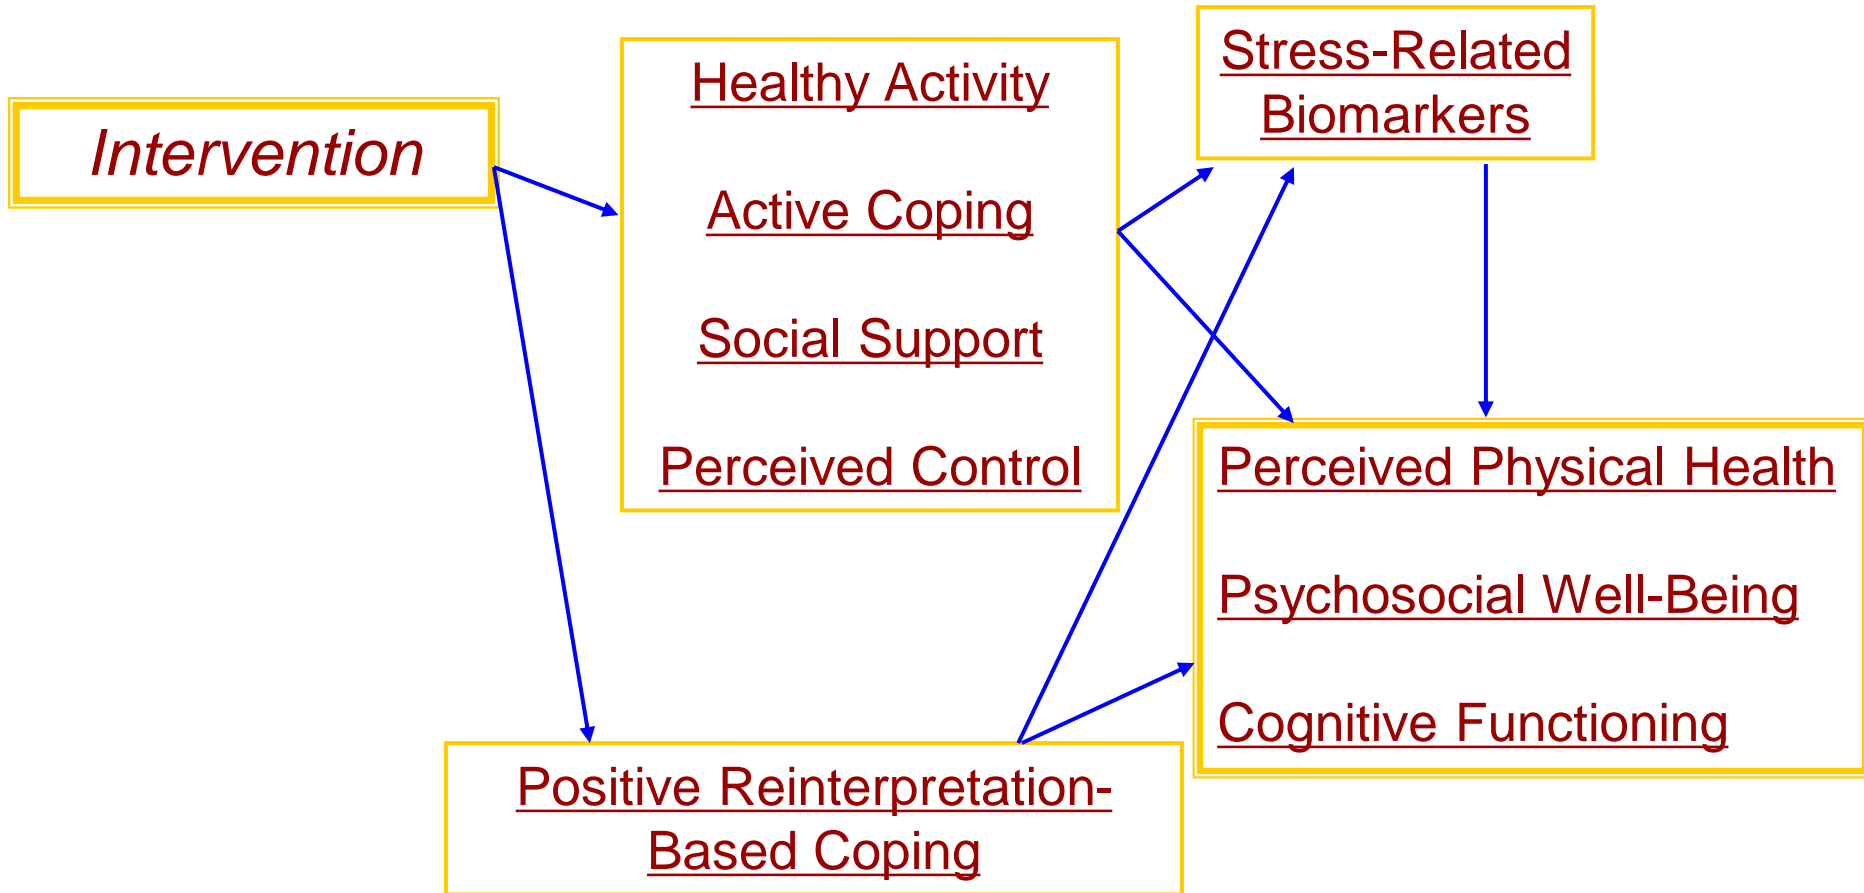 Intervention
Healthy Activity
Active Coping
Social Support
Perceived Control
Stress-Related
Biomarkers
Perceived Physical Health
Psychosocial Well-Being
Cognitive Functioning
Positive Reinterpretation-
Based Coping